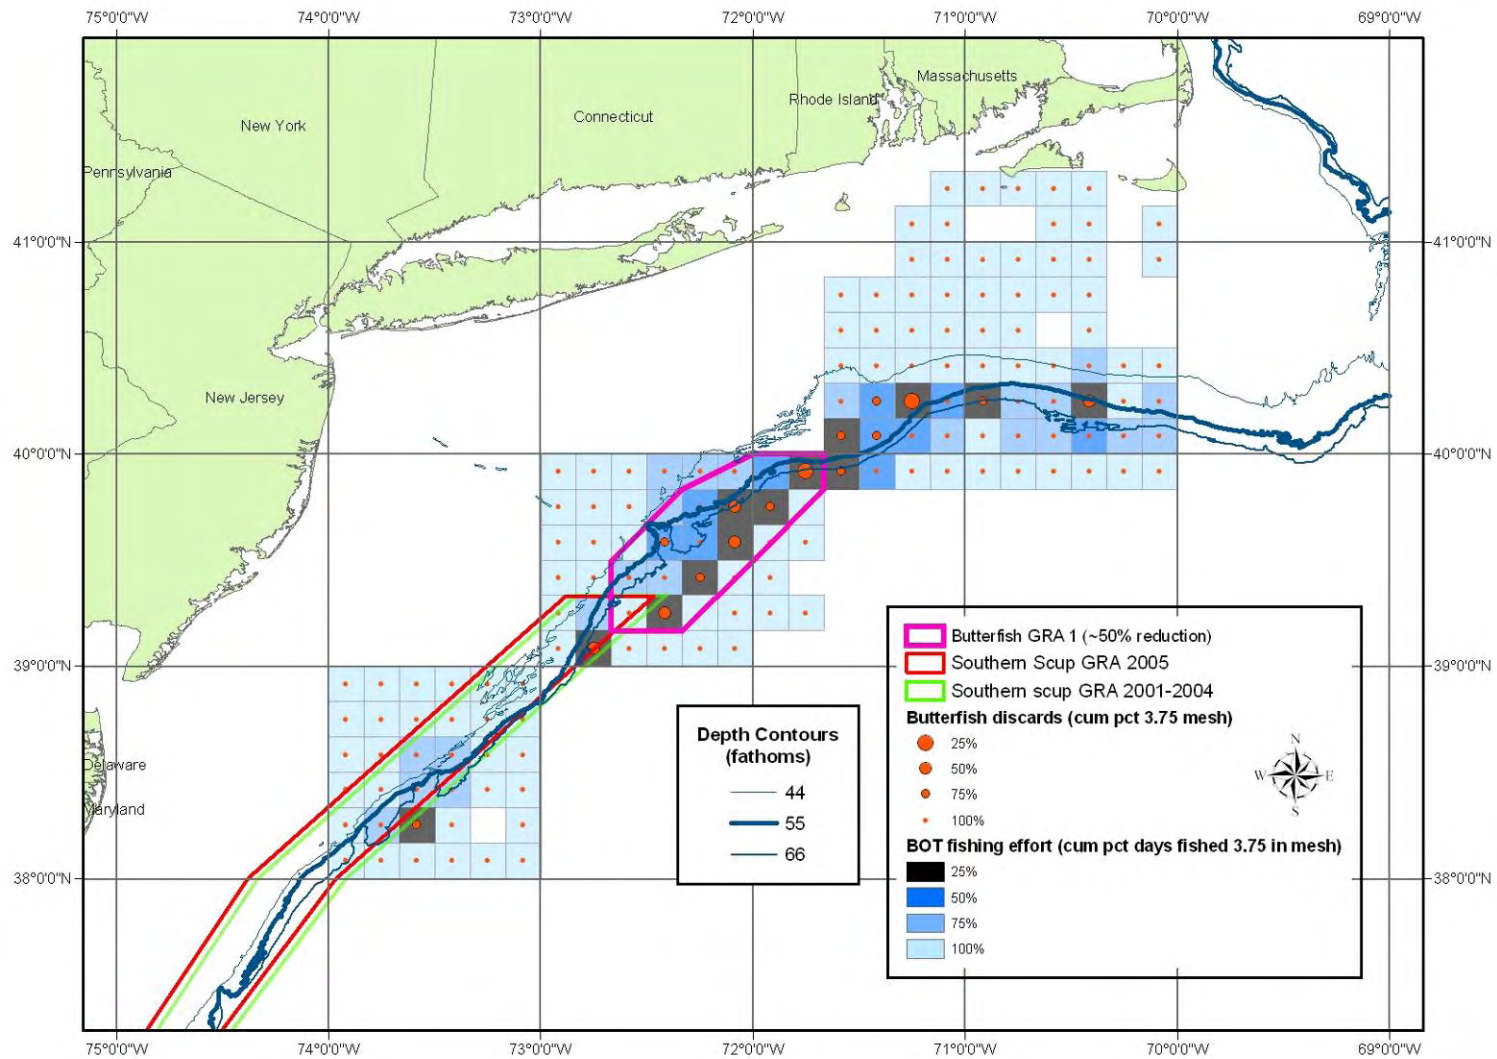 75°0'0"W 74°0'0"W 73°0'0"W 72°0'0"W 71°0'0"W 70°0'0"W 69°0'0"W
Massachusetts
Rhode Island
Connecticut
New York
Pennsylvania
41°0'0"N 41°0'0"N
New Jersey
40°0'0"N 40°0'0"N
Butterfish GRA 1 (~50% reduction)
39°0'0"N 39°0'0"N
Southern Scup GRA 2005
Southern scup GRA 2001-2004
Butterfish discards (cum pct 3.75 mesh)
25%
50%
75%
100%
N
W E
S
Depth Contours
(fathoms)
44
55
66
Delaware
Maryland
BOT fishing effort (cum pct days fished 3.75 in mesh)
25%
50%
75%
100%
38°0'0"N 38°0'0"N
75°0'0"W 74°0'0"W 73°0'0"W 72°0'0"W 71°0'0"W 70°0'0"W 69°0'0"W